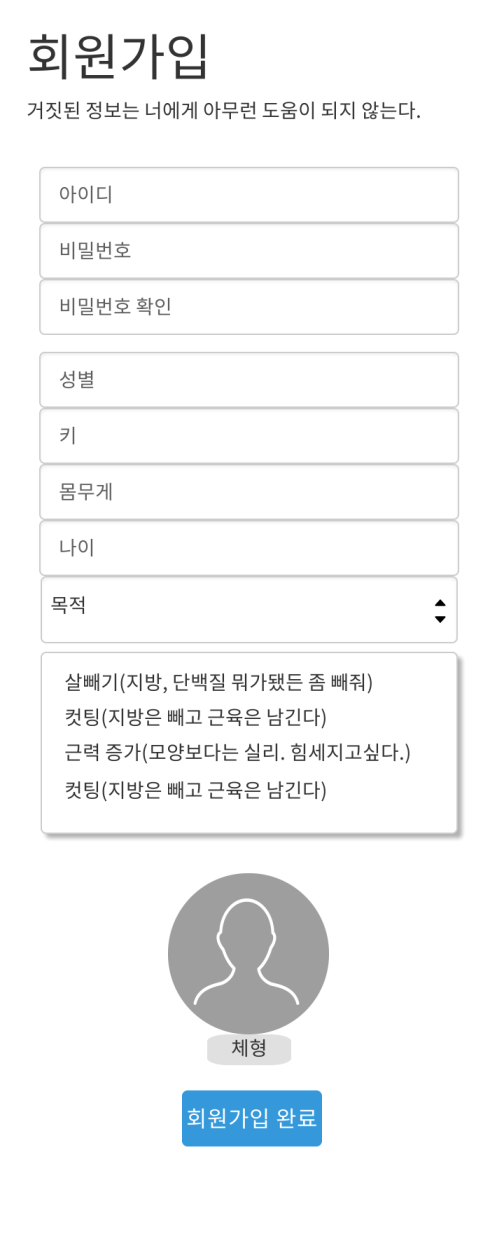 회원가입
거짓된 정보는 너에게 아무런 도움이 되지 않는다.
아이디
비밀번호
비밀번호 확인
성별
키
몸무게
나이
목적
살빼기(지방, 단백질 뭐가됐든 좀 빼줘)
컷팅(지방은 빼고 근육은 남긴다)
근력 증가(모양보다는 실리. 힘세지고싶다.)
컷팅(지방은 빼고 근육은 남긴다)
체형
회원가입 완료